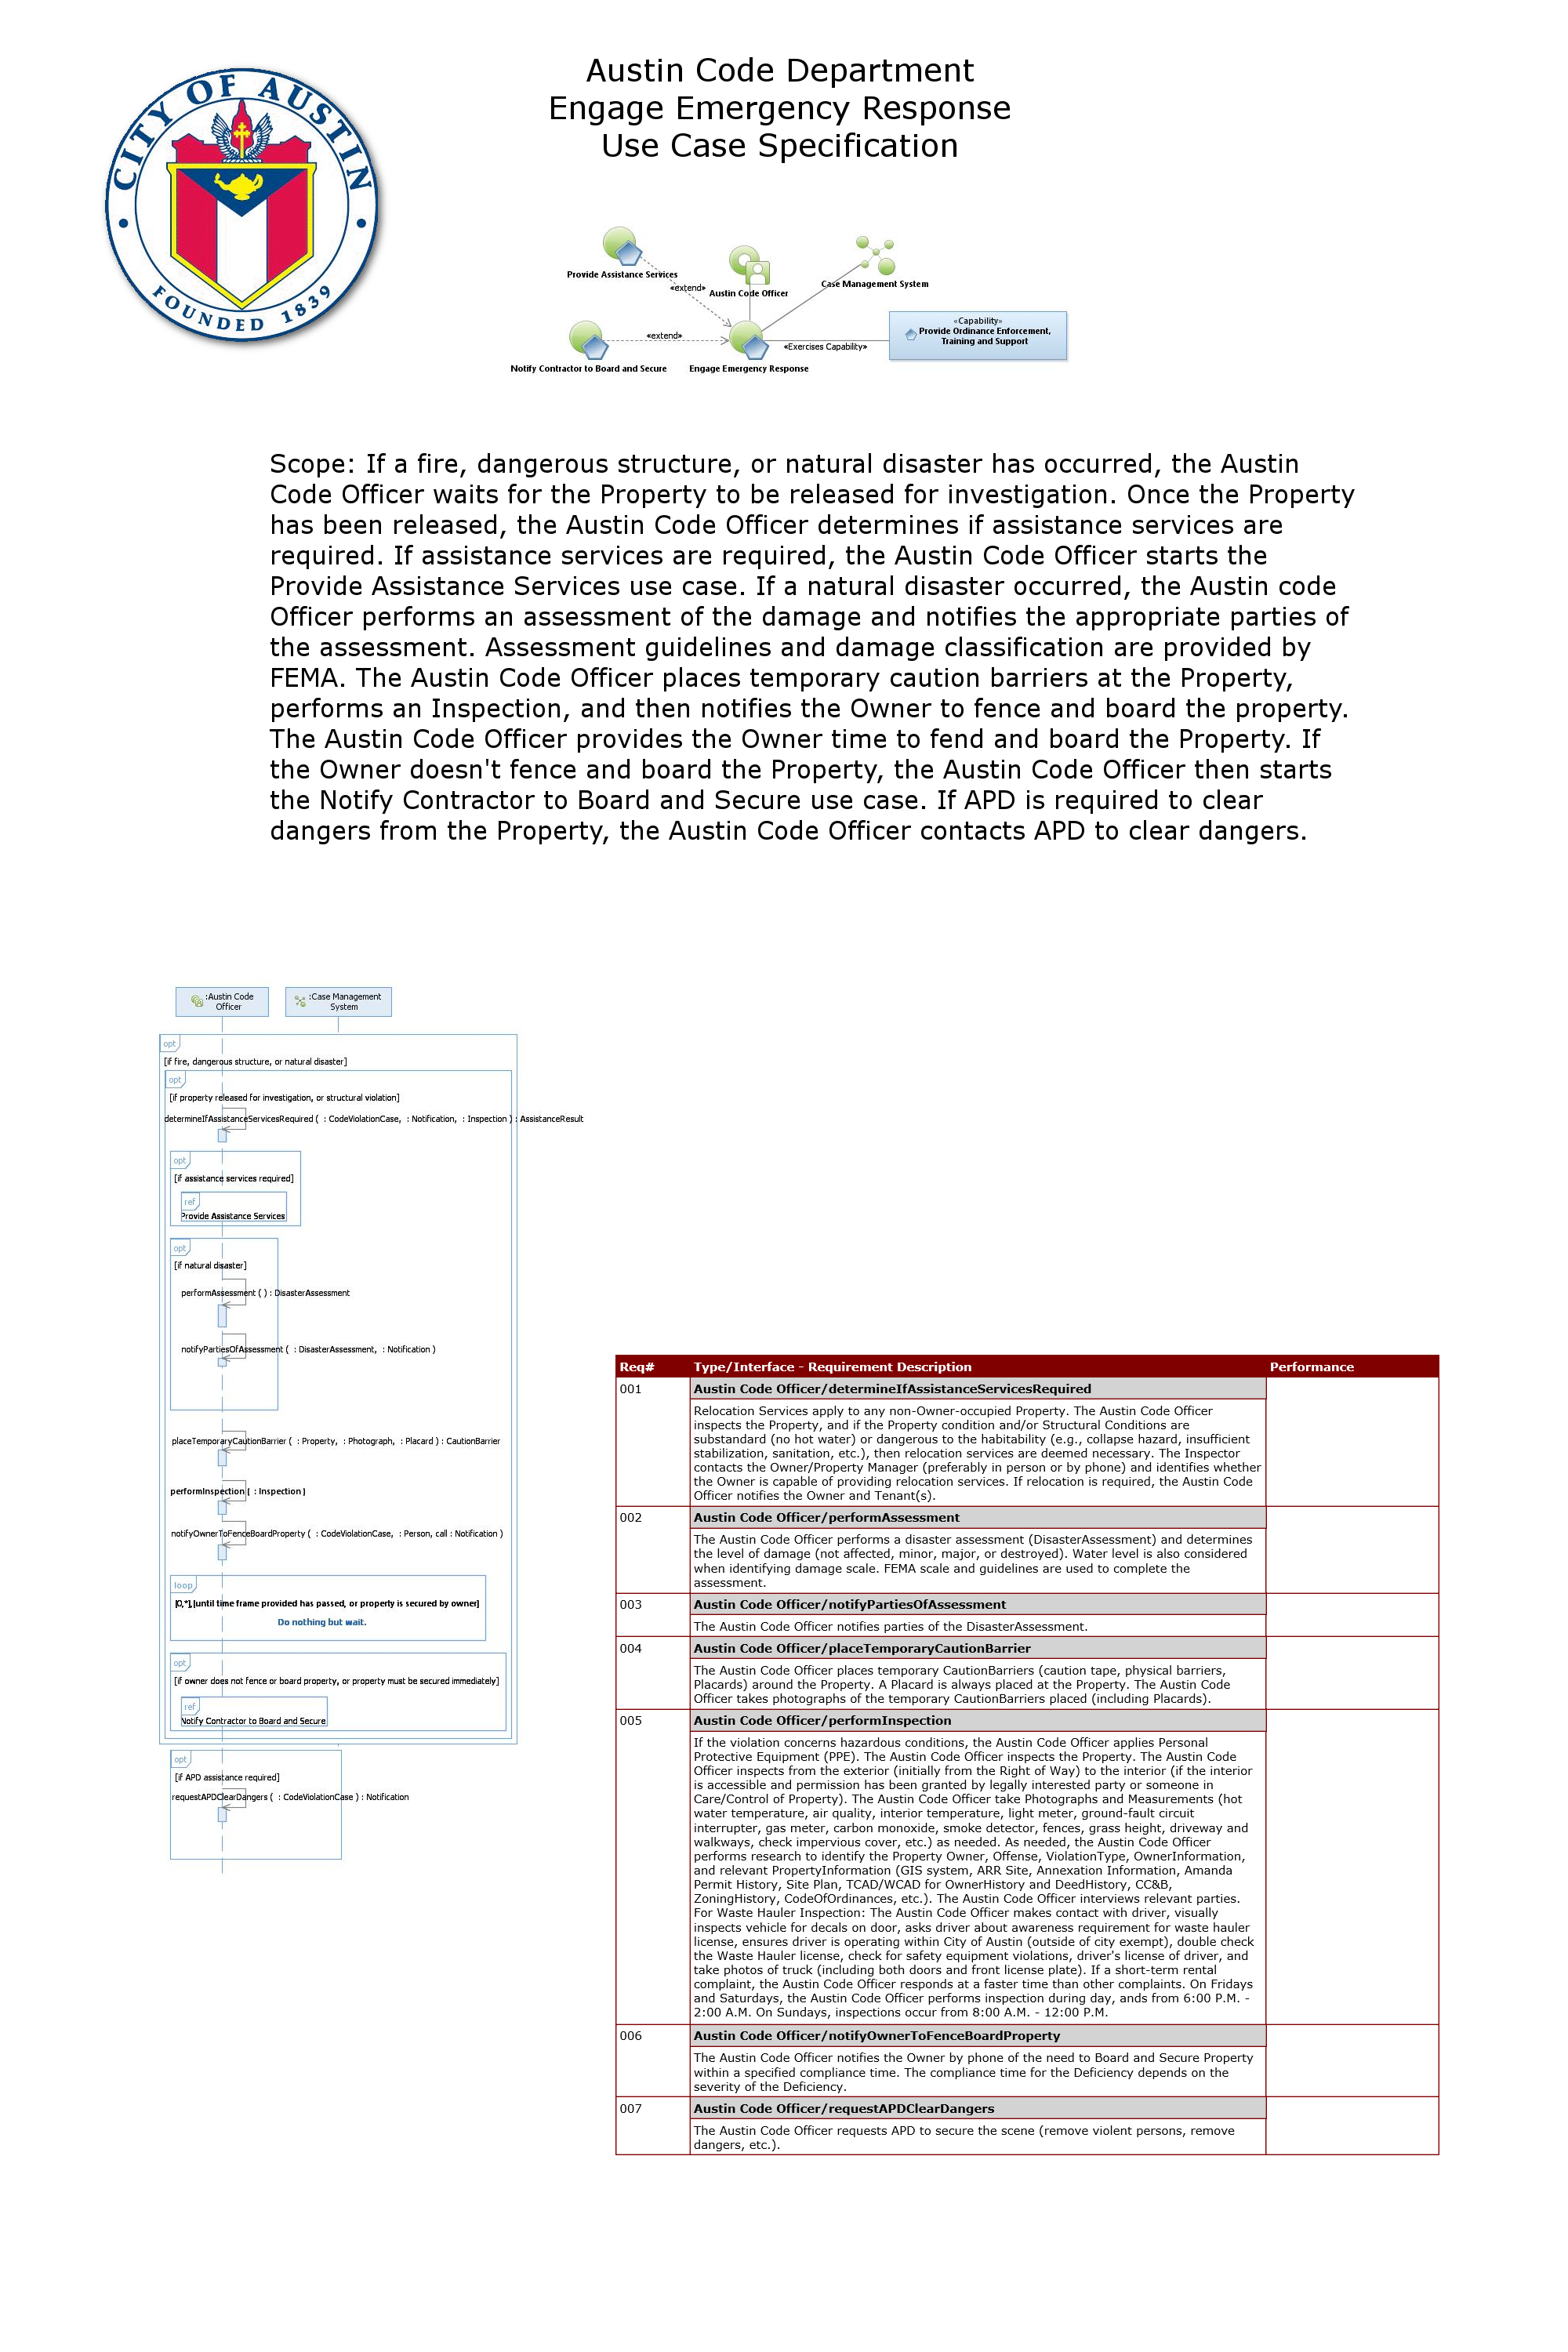 CITY OF AUSTIN
FOUNDED 1839
Austin Code Department
Engage Emergency Response
Use Case Specification
Provide Assistance Services
«extend»
Austin Code Officer
Case Management System
«extend»
«Exercises Capability»
«Capability»
Provide Ordinance Enforcement,
Training and Support
Notify Contractor to Board and Secure
Engage Emergency Response
Scope: If a fire, dangerous structure, or natural disaster has occurred, the Austin
Code Officer waits for the Property to be released for investigation. Once the Property
has been released, the Austin Code Officer determines if assistance services are
required. If assistance services are required, the Austin Code Officer starts the
Provide Assistance Services use case. If a natural disaster occurred, the Austin code
Officer performs an assessment of the damage and notifies the appropriate parties of
the assessment. Assessment guidelines and damage classification are provided by
FEMA. The Austin Code Officer places temporary caution barriers at the Property,
performs an Inspection, and then notifies the Owner to fence and board the property.
The Austin Code Officer provides the Owner time to fend and board the Property. If
the Owner doesn't fence and board the Property, the Austin Code Officer then starts
the Notify Contractor to Board and Secure use case. If APD is required to clear
dangers from the Property, the Austin Code Officer contacts APD to clear dangers.
:Austin Code
Officer
:Case Management
System
opt
[if fire, dangerous structure, or natural disaster]
opt
[if property released for investigation, or structural violation]
determineIfAssistanceServicesRequired ( : CodeViolationCase, : Notification, : Inspection ) : AssistanceResult
opt
[if assistance services required]
ref
Provide Assistance Services
opt
[if natural disaster]
performAssessment ( ) : DisasterAssessment
notifyPartiesOfAssessment ( : DisasterAssessment, : Notification )
placeTemporaryCautionBarrier ( : Property, : Photograph, : Placard ) : CautionBarrier
performInspection ( : Inspection )
notifyOwnerToFenceBoardProperty ( : CodeViolationCase, : Person, call : Notification )
loop
[0,*],[until time frame provided has passed, or property is secured by owner]
Do nothing but wait.
opt
[if owner does not fence or board property, or property must be secured immediately]
ref
Notify Contractor to Board and Secure
opt
[if APD assistance required]
requestAPDClearDangers ( : CodeViolationCase ) : Notification
Req# Type/Interface - Requirement Description Performance
001 Austin Code Officer/determineIfAssistanceServicesRequired
Relocation Services apply to any non-Owner-occupied Property. The Austin Code Officer
inspects the Property, and if the Property condition and/or Structural Conditions are
substandard (no hot water) or dangerous to the habitability (e.g., collapse hazard, insufficient
stabilization, sanitation, etc.), then relocation services are deemed necessary. The Inspector
contacts the Owner/Property Manager (preferably in person or by phone) and identifies whether
the Owner is capable of providing relocation services. If relocation is required, the Austin Code
Officer notifies the Owner and Tenant(s).
002 Austin Code Officer/performAssessment
The Austin Code Officer performs a disaster assessment (DisasterAssessment) and determines
the level of damage (not affected, minor, major, or destroyed). Water level is also considered
when identifying damage scale. FEMA scale and guidelines are used to complete the
assessment.
003 Austin Code Officer/notifyPartiesOfAssessment
The Austin Code Officer notifies parties of the DisasterAssessment.
004 Austin Code Officer/placeTemporaryCautionBarrier
The Austin Code Officer places temporary CautionBarriers (caution tape, physical barriers,
Placards) around the Property. A Placard is always placed at the Property. The Austin Code
Officer takes photographs of the temporary CautionBarriers placed (including Placards).
005 Austin Code Officer/performInspection
If the violation concerns hazardous conditions, the Austin Code Officer applies Personal
Protective Equipment (PPE). The Austin Code Officer inspects the Property. The Austin Code
Officer inspects from the exterior (initially from the Right of Way) to the interior (if the interior
is accessible and permission has been granted by legally interested party or someone in
Care/Control of Property). The Austin Code Officer take Photographs and Measurements (hot
water temperature, air quality, interior temperature, light meter, ground-fault circuit
interrupter, gas meter, carbon monoxide, smoke detector, fences, grass height, driveway and
walkways, check impervious cover, etc.) as needed. As needed, the Austin Code Officer
performs research to identify the Property Owner, Offense, ViolationType, OwnerInformation,
and relevant PropertyInformation (GIS system, ARR Site, Annexation Information, Amanda
Permit History, Site Plan, TCAD/WCAD for OwnerHistory and DeedHistory, CC&B,
ZoningHistory, CodeOfOrdinances, etc.). The Austin Code Officer interviews relevant parties.
For Waste Hauler Inspection: The Austin Code Officer makes contact with driver, visually
inspects vehicle for decals on door, asks driver about awareness requirement for waste hauler
license, ensures driver is operating within City of Austin (outside of city exempt), double check
the Waste Hauler license, check for safety equipment violations, driver's license of driver, and
take photos of truck (including both doors and front license plate). If a short-term rental
complaint, the Austin Code Officer responds at a faster time than other complaints. On Fridays
and Saturdays, the Austin Code Officer performs inspection during day, ands from 6:00 P.M. -
2:00 A.M. On Sundays, inspections occur from 8:00 A.M. - 12:00 P.M.
006 Austin Code Officer/notifyOwnerToFenceBoardProperty
The Austin Code Officer notifies the Owner by phone of the need to Board and Secure Property
within a specified compliance time. The compliance time for the Deficiency depends on the
severity of the Deficiency.
007 Austin Code Officer/requestAPDClearDangers
The Austin Code Officer requests APD to secure the scene (remove violent persons, remove
dangers, etc.).